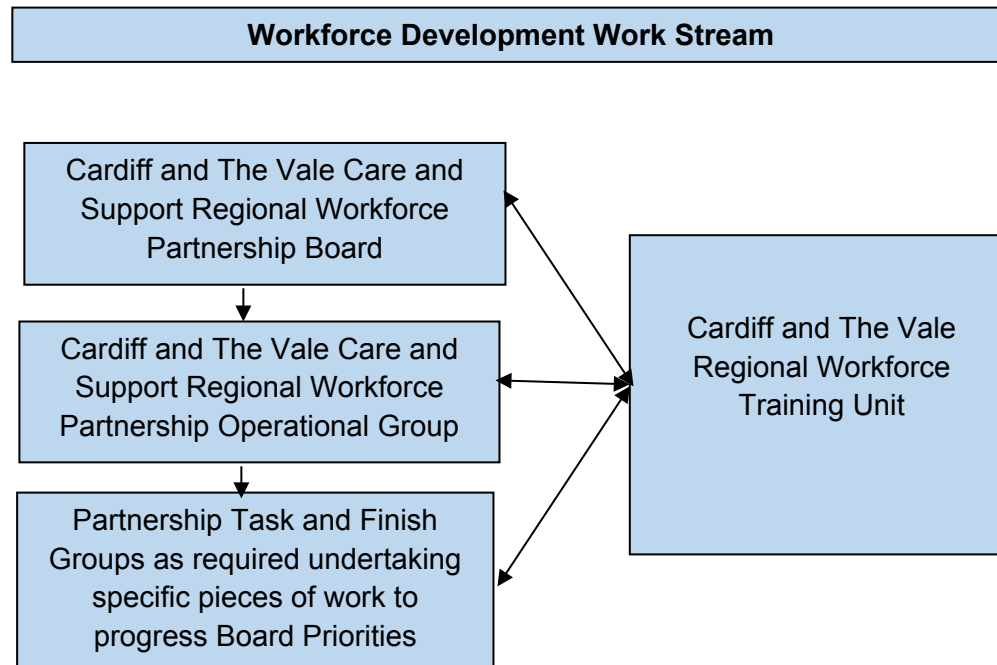 Workforce Development Work Stream
Cardiff and The Vale Care and
Support Regional Workforce
Partnership Board
Cardiff and The Vale Care and
Support Regional Workforce
Partnership Operational Group
Partnership Task and Finish
Groups as required undertaking
specific pieces of work to
progress Board Priorities
Cardiff and The Vale
Regional Workforce
Training Unit